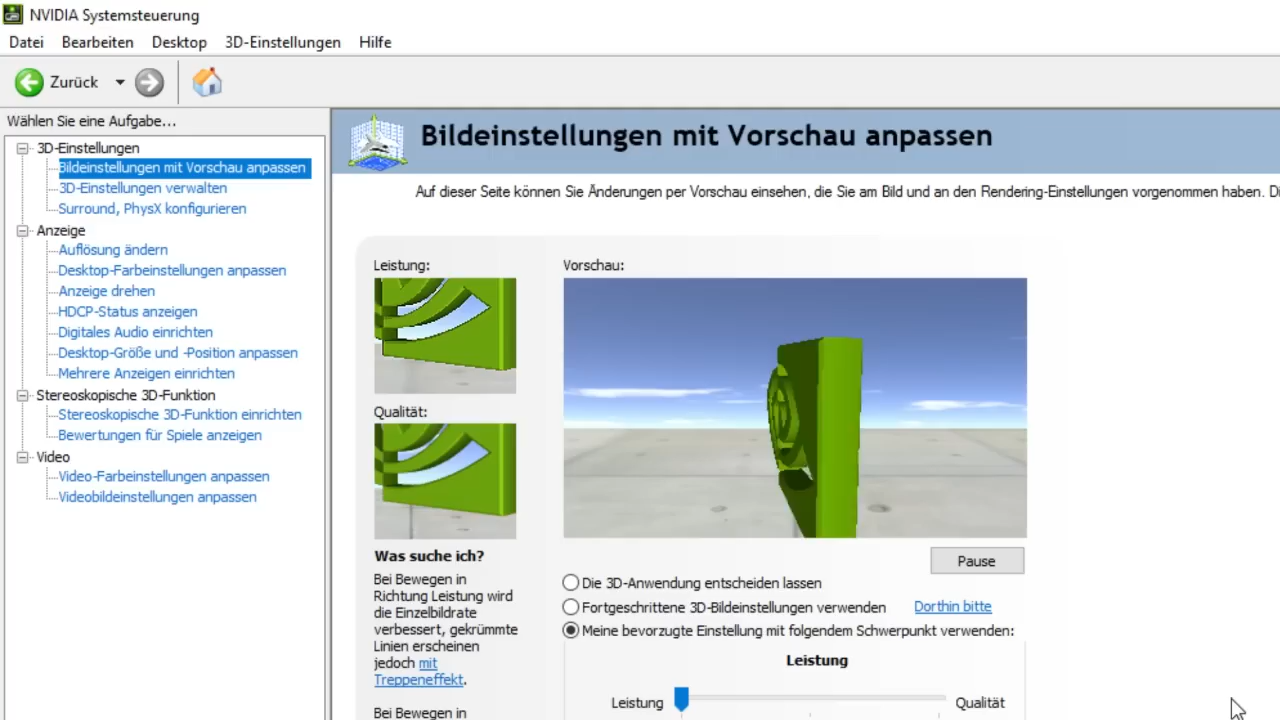 NVIDIA Systemsteuerung
Datei Bearbeiten Desktop 3D-Einstellungen Hilfe
Zurück
Wählen Sie eine Aufgabe...
3D-Einstellungen
Bildeinstellungen mit Vorschau anpassen
3D-Einstellungen verwalten
Surround, PhysX konfigurieren
Anzeige
Auflösung ändern
Desktop-Farbeinstellungen anpassen
Anzeige drehen
HDCP-Status anzeigen
Digitales Audio einrichten
Desktop-Größe und -Position anpassen
Mehrere Anzeigen einrichten
Stereoskopische 3D-Funktion
Stereoskopische 3D-Funktion einrichten
Bewertungen für Spiele anzeigen
Video
Video-Farbeinstellungen anpassen
Videobildeinstellungen anpassen
Bildeinstellungen mit Vorschau anpassen
Auf dieser Seite können Sie Änderungen per Vorschau einsehen, die Sie am Bild und an den Rendering-Einstellungen vorgenommen haben. Di
Leistung:
Qualität:
Was suche ich?
Bei Bewegen in
Richtung Leistung wird
die Einzelbildrate
verbessert, gekrümmte
Linien erscheinen
jedoch mit
Treppeneffekt.
Bei Bewegen in
Vorschau:
Pause
Die 3D-Anwendung entscheiden lassen
Fortgeschrittene 3D-Bildeinstellungen verwenden Dorthin bitte
Meine bevorzugte Einstellung mit folgendem Schwerpunkt verwenden:
Leistung
Leistung Qualität